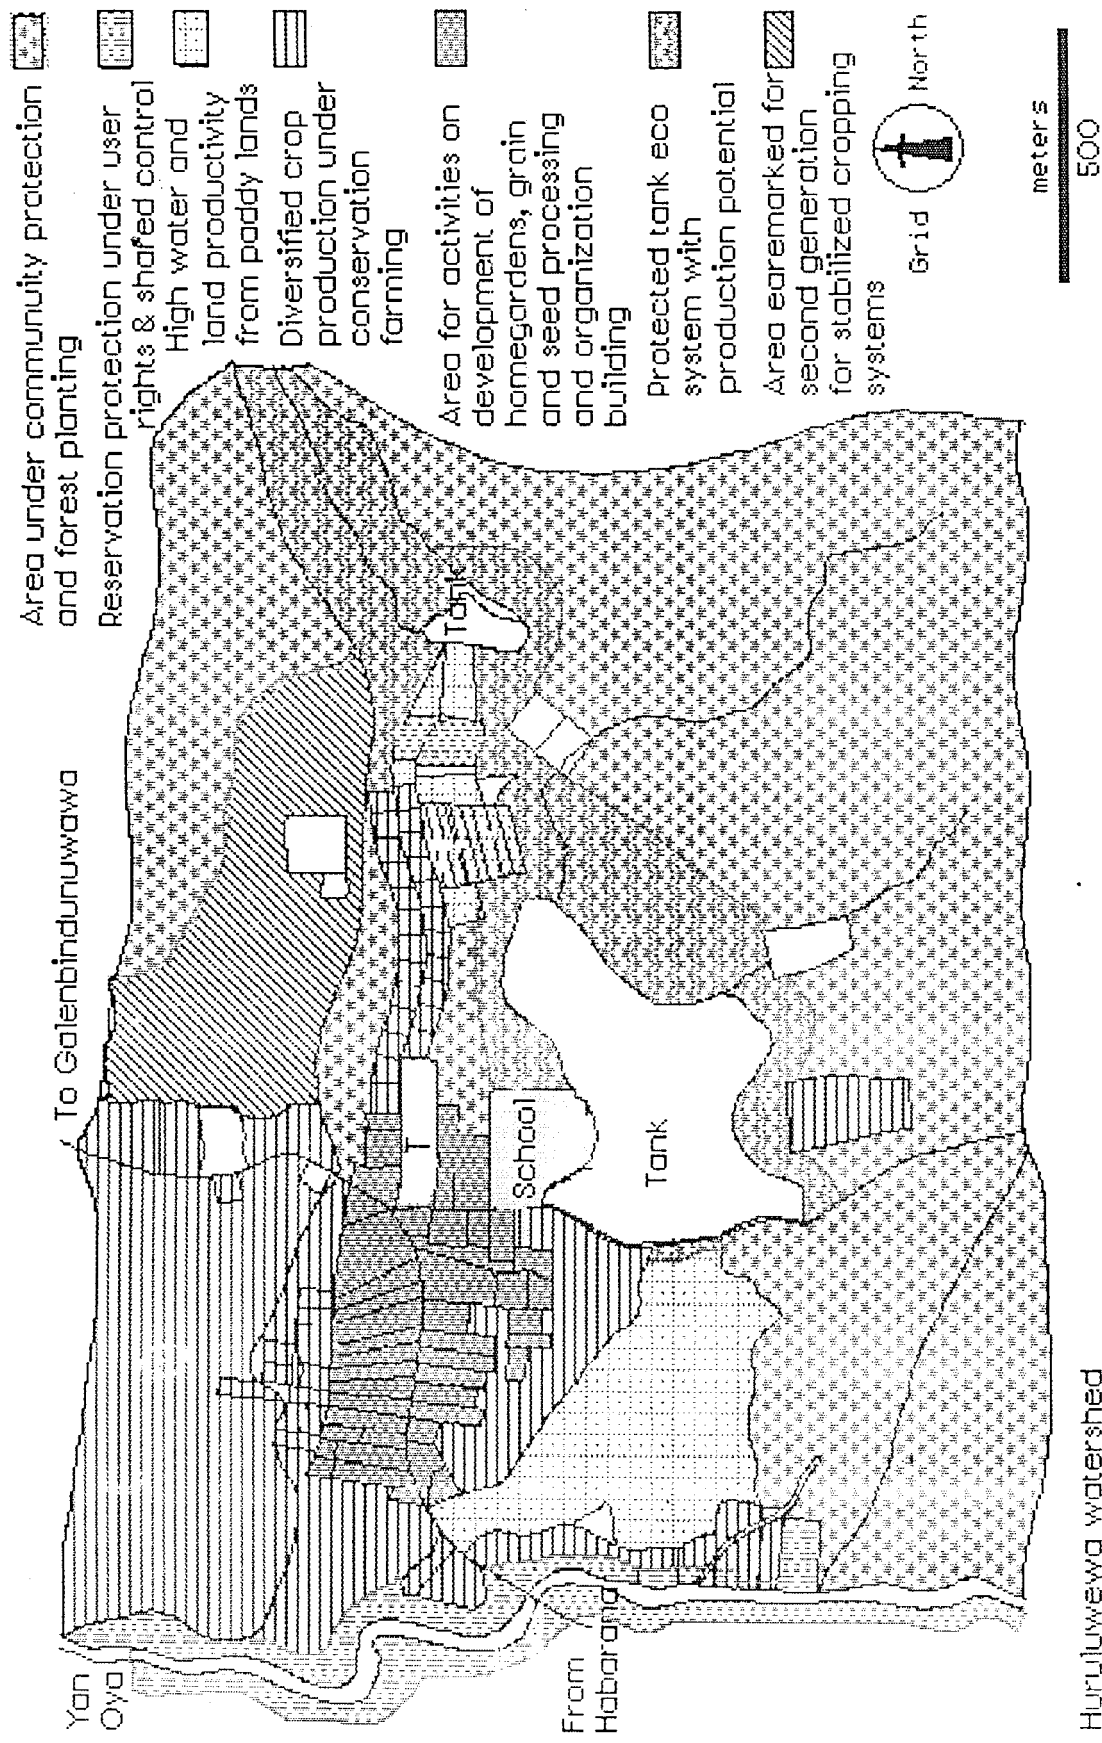 Area under communuity protection
and forest planting
Reservation protection under user
rights & shafed control
High water and
land productivity
from paddy lands
Diversified crop
production under
conservation
farming
Area for activities on
development of
homegardens, grain
and seed processing
and organization
building
Protected tank eco
system with
production potential
Area earemarked for
second generation
for stabilized cropping
systems
Grid North
meters
500
To Galenbindunuwawa
Tank
School
T
Tank
Yan
Oya
From
Habarana
Huruluwewa watershed